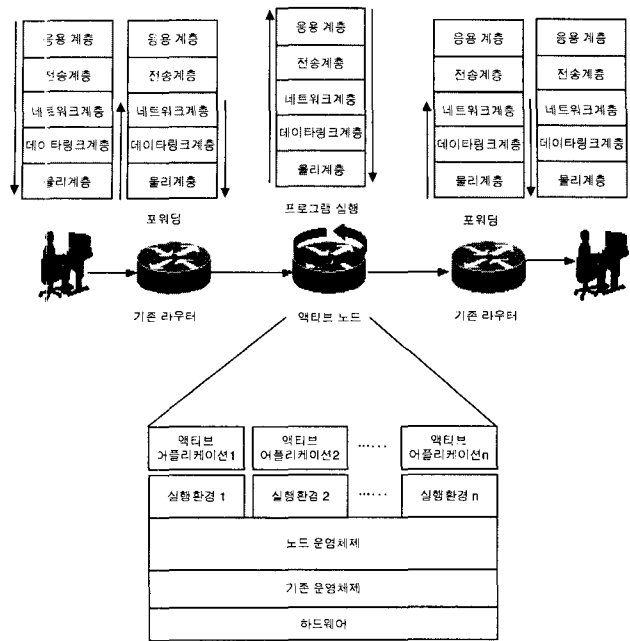 응용 계층
전송계층
네트워크계층
데이타링크계층
물리계층
응용 계층
전송계층
네트워크계층
데이타링크계층
물리계층
포워딩
응용 계층
전송계층
네트워크계층
데이타링크계층
물리계층
프로그램 실행
응용 계층
전송계층
네트워크계층
데이타링크계층
물리계층
포워딩
응용 계층
전송계층
네트워크계층
데이타링크계층
물리계층
기존 라우터
액티브 노드
기존 라우터
액티브
어플리케이션1
액티브
어플리케이션2
······
액티브
어플리케이션n
실행환경 1
실행환경 2
······
실행환경 n
노드 운영체제
기존 운영체제
하드웨어